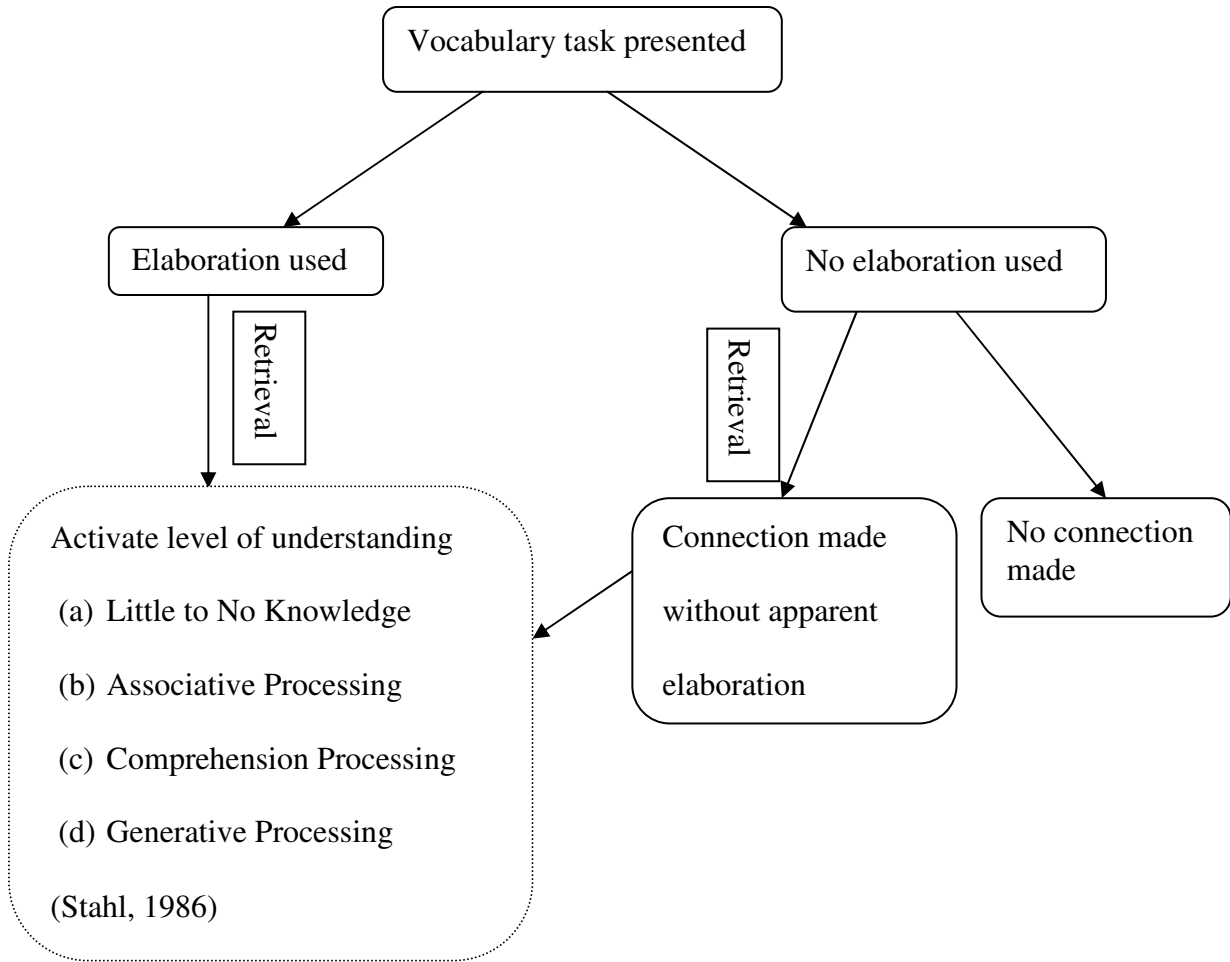 Vocabulary task presented
Elaboration used
No elaboration used
Retrieval
Retrieval
Activate level of understanding
(a) Little to No Knowledge
(b) Associative Processing
(c) Comprehension Processing
(d) Generative Processing
(Stahl, 1986)
Connection made
without apparent
elaboration
No connection
made